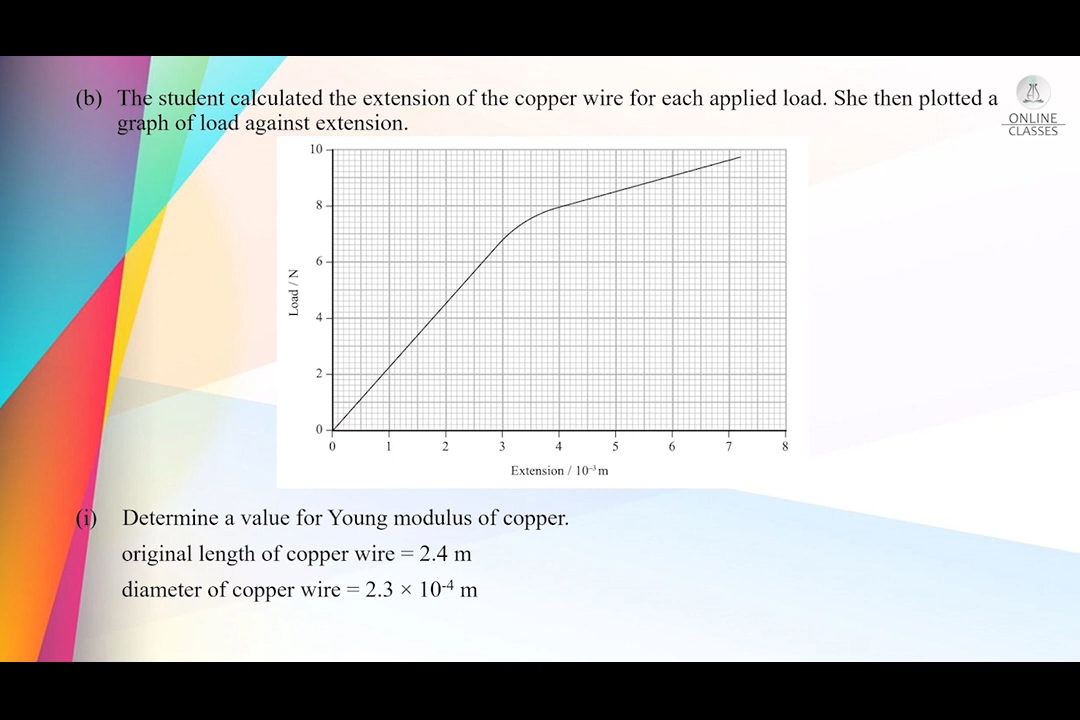 (b) The student calculated the extension of the copper wire for each applied load. She then plotted a
graph of load against extension.
ONLINE
CLASSES
10
8
6
4
2
0
Load / N
0 1 2 3 4 5 6 7 8
Extension / 10⁻³ m
(i) Determine a value for Young modulus of copper.
original length of copper wire = 2.4 m
diameter of copper wire = 2.3 × 10⁻⁴ m